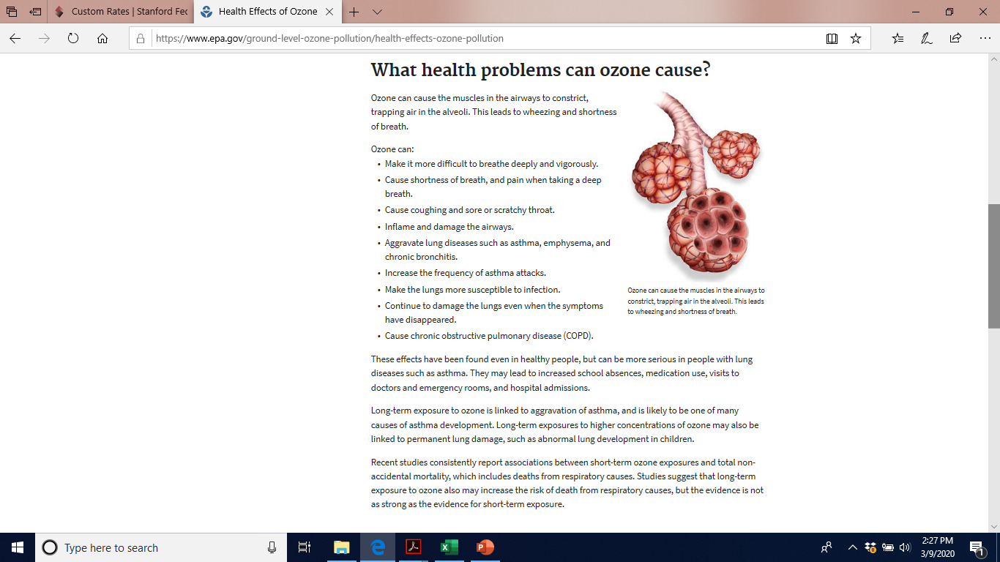 Custom Rates | Stanford Fed
Health Effects of Ozone
https://www.epa.gov/ground-level-ozone-pollution/health-effects-ozone-pollution
What health problems can ozone cause?
Ozone can cause the muscles in the airways to constrict,
trapping air in the alveoli. This leads to wheezing and shortness
of breath.
Ozone can:
• Make it more difficult to breathe deeply and vigorously.
• Cause shortness of breath, and pain when taking a deep
breath.
• Cause coughing and sore or scratchy throat.
• Inflame and damage the airways.
• Aggravate lung diseases such as asthma, emphysema, and
chronic bronchitis.
• Increase the frequency of asthma attacks.
• Make the lungs more susceptible to infection.
• Continue to damage the lungs even when the symptoms
have disappeared.
• Cause chronic obstructive pulmonary disease (COPD).
Ozone can cause the muscles in the airways to
constrict, trapping air in the alveoli. This leads
to wheezing and shortness of breath.
These effects have been found even in healthy people, but can be more serious in people with lung
diseases such as asthma. They may lead to increased school absences, medication use, visits to
doctors and emergency rooms, and hospital admissions.
Long-term exposure to ozone is linked to aggravation of asthma, and is likely to be one of many
causes of asthma development. Long-term exposures to higher concentrations of ozone may also be
linked to permanent lung damage, such as abnormal lung development in children.
Recent studies consistently report associations between short-term ozone exposures and total non-
accidental mortality, which includes deaths from respiratory causes. Studies suggest that long-term
exposure to ozone also may increase the risk of death from respiratory causes, but the evidence is not
as strong as the evidence for short-term exposure.
Type here to search
2:27 PM
3/9/2020
1